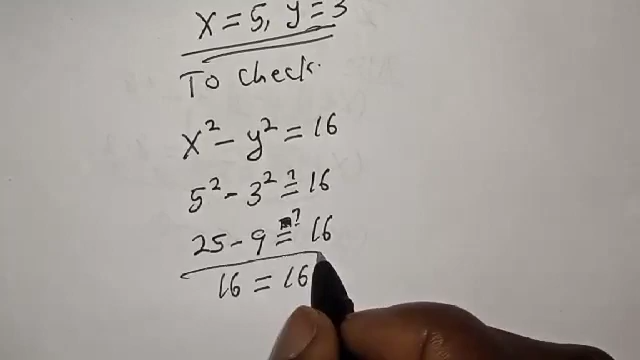 x = 5, y = 3
To check.
x² - y² = 16
5² - 3² ≟ 16
25 - 9 ≟ 16
16 = 16